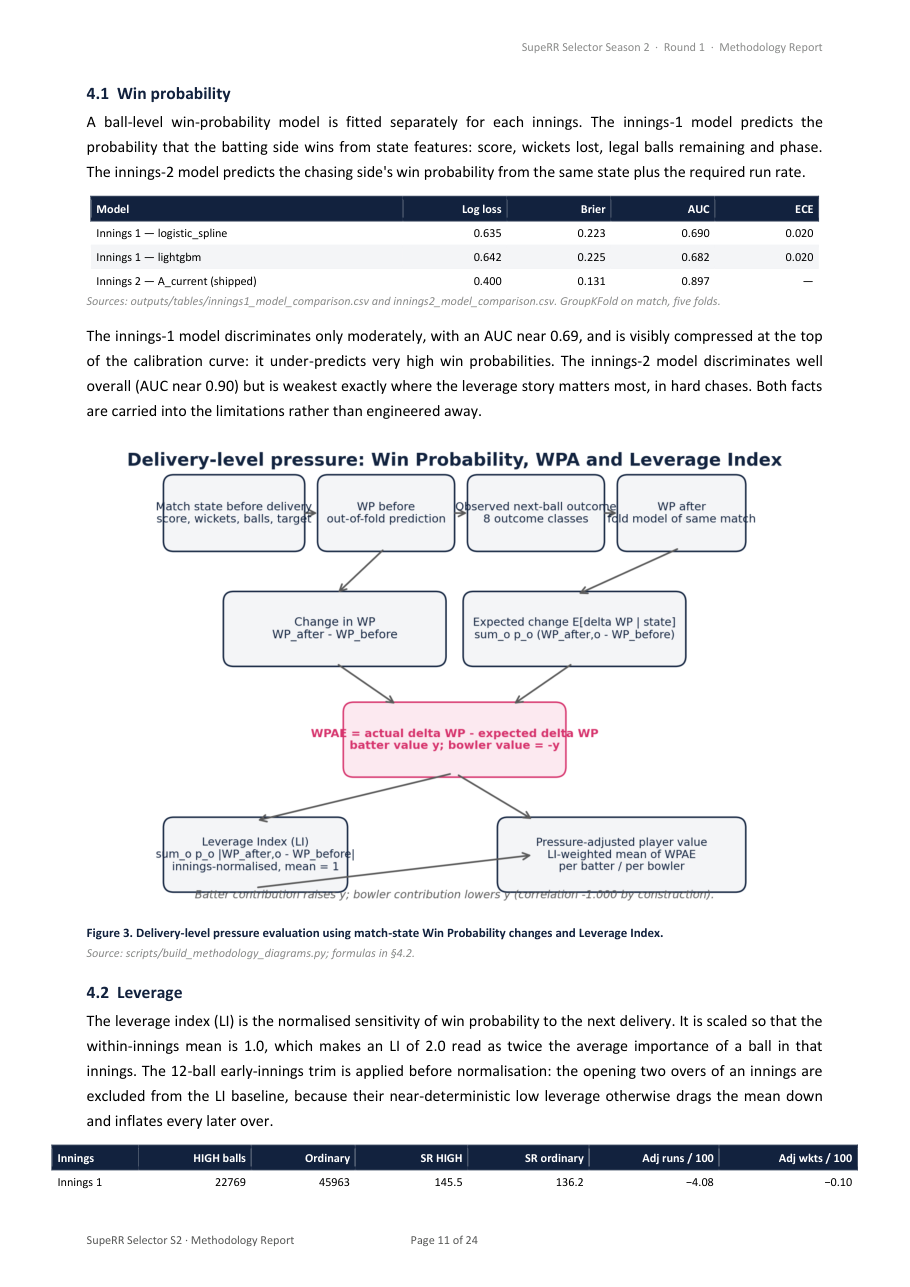 SupeRR Selector Season 2 · Round 1 · Methodology Report
4.1 Win probability
A ball-level win-probability model is fitted separately for each innings. The innings-1 model predicts the
probability that the batting side wins from state features: score, wickets lost, legal balls remaining and phase.
The innings-2 model predicts the chasing side's win probability from the same state plus the required run rate.
Model Log loss Brier AUC ECE
Innings 1 — logistic_spline 0.635 0.223 0.690 0.020
Innings 1 — lightgbm 0.642 0.225 0.682 0.020
Innings 2 — A_current (shipped) 0.400 0.131 0.897 —
Sources: outputs/tables/innings1_model_comparison.csv and innings2_model_comparison.csv. GroupKFold on match, five folds.
The innings-1 model discriminates only moderately, with an AUC near 0.69, and is visibly compressed at the top
of the calibration curve: it under-predicts very high win probabilities. The innings-2 model discriminates well
overall (AUC near 0.90) but is weakest exactly where the leverage story matters most, in hard chases. Both facts
are carried into the limitations rather than engineered away.
Delivery-level pressure: Win Probability, WPA and Leverage Index
Match state before delivery
score, wickets, balls, target
WP before
out-of-fold prediction
Observed next-ball outcome
8 outcome classes
WP after
fold model of same match
Change in WP
WP_after - WP_before
Expected change E[delta WP | state]
sum_o p_o (WP_after,o - WP_before)
WPAE = actual delta WP - expected delta WP
batter value y; bowler value = -y
Leverage Index (LI)
sum_o p_o |WP_after,o - WP_before|
innings-normalised, mean = 1
Pressure-adjusted player value
LI-weighted mean of WPAE
per batter / per bowler
Batter contribution raises y; bowler contribution lowers y (correlation -1.000 by construction).
Figure 3. Delivery-level pressure evaluation using match-state Win Probability changes and Leverage Index.
Source: scripts/build_methodology_diagrams.py; formulas in §4.2.
4.2 Leverage
The leverage index (LI) is the normalised sensitivity of win probability to the next delivery. It is scaled so that the
within-innings mean is 1.0, which makes an LI of 2.0 read as twice the average importance of a ball in that
innings. The 12-ball early-innings trim is applied before normalisation: the opening two overs of an innings are
excluded from the LI baseline, because their near-deterministic low leverage otherwise drags the mean down
and inflates every later over.
Innings HIGH balls Ordinary SR HIGH SR ordinary Adj runs / 100 Adj wkts / 100
Innings 1 22769 45963 145.5 136.2 −4.08 −0.10
SupeRR Selector S2 · Methodology Report Page 11 of 24